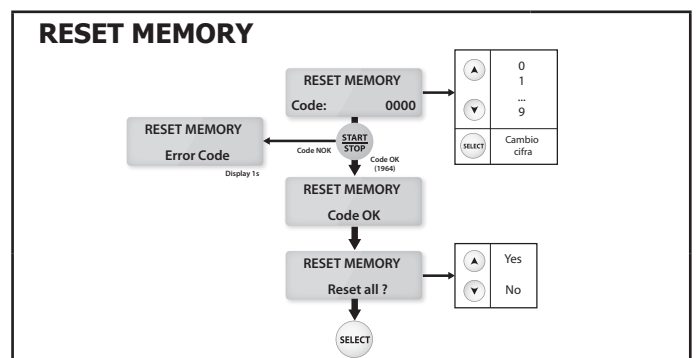 RESET MEMORY
RESET MEMORY
Code: 0000
0
1
...
9
SELECT
Cambio
cifra
RESET MEMORY
Error Code
Display 1s
Code NOK
START
STOP
Code OK
(1964)
RESET MEMORY
Code OK
RESET MEMORY
Reset all ?
Yes
No
SELECT